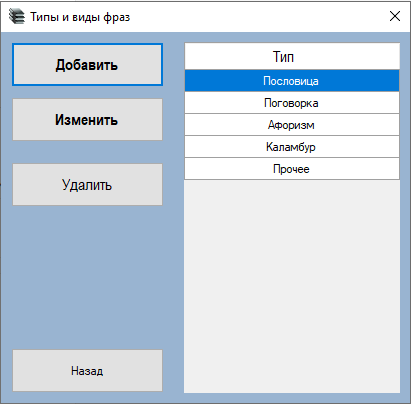 Типы и виды фраз
Добавить
Изменить
Удалить
Назад
Тип
Пословица
Поговорка
Афоризм
Каламбур
Прочее